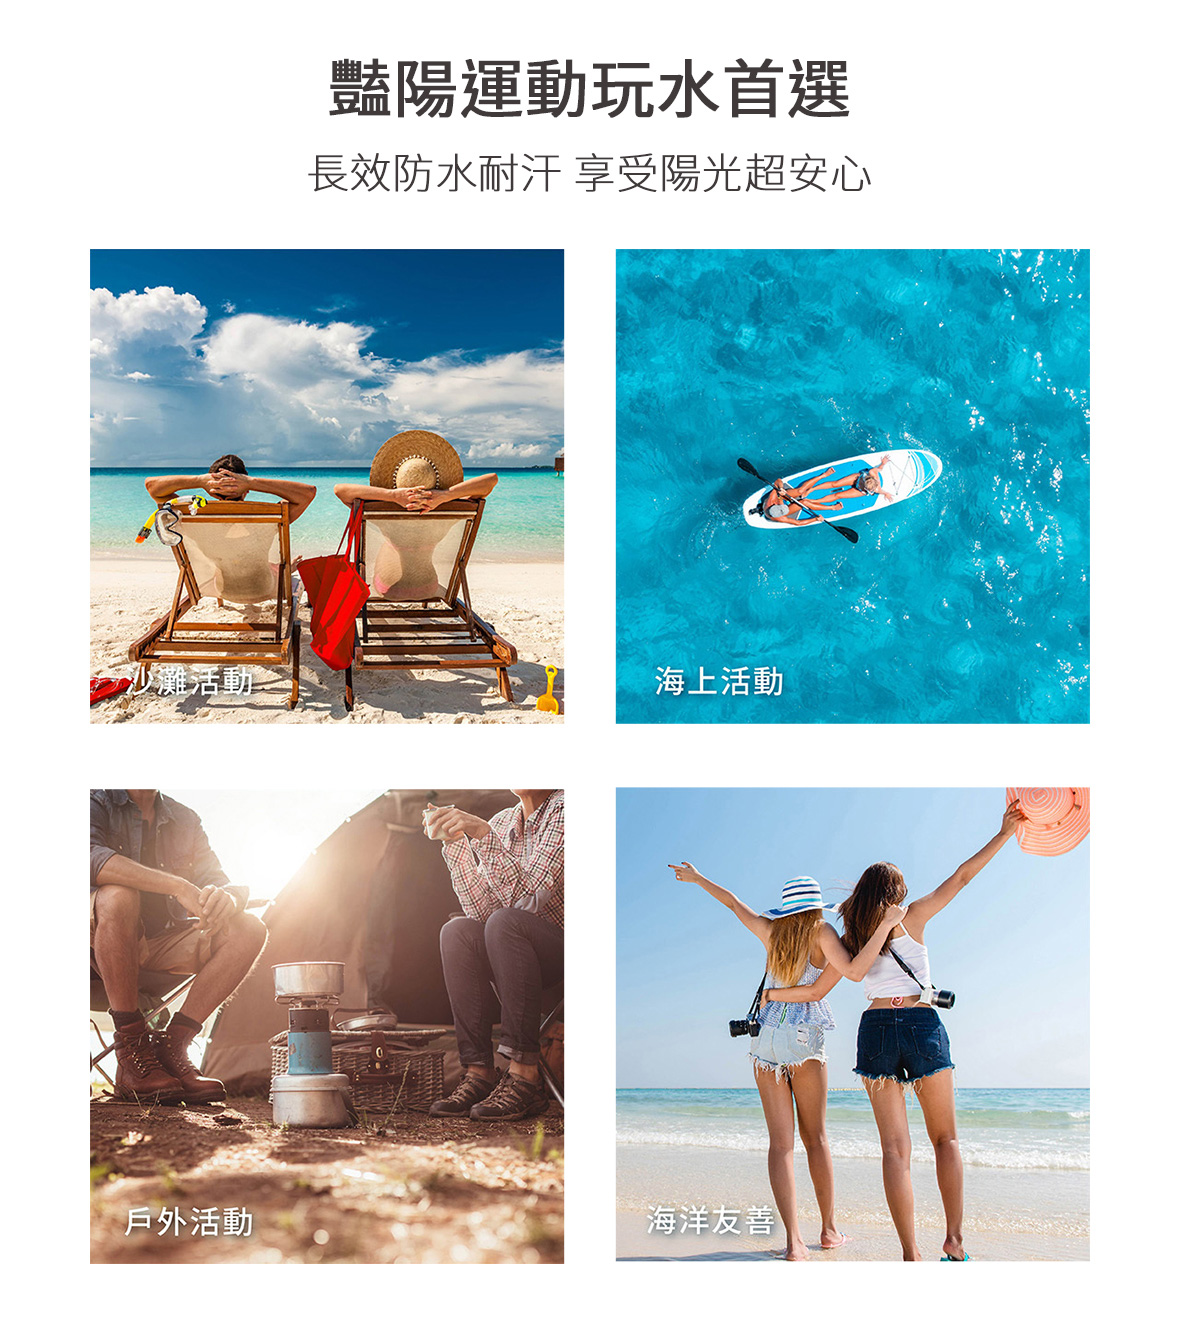 豔陽運動玩水首選
長效防水耐汗 享受陽光超安心
沙灘活動
海上活動
戶外活動
海洋友善